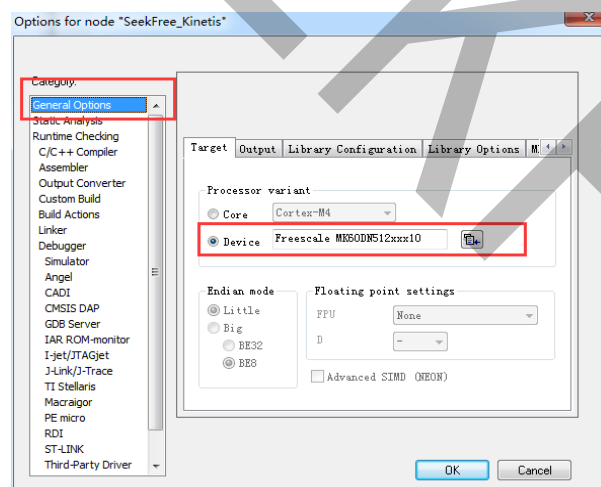 Options for node "SeekFree_Kinetis"
Category:
General Options
Static Analysis
Runtime Checking
C/C++ Compiler
Assembler
Output Converter
Custom Build
Build Actions
Linker
Debugger
Simulator
Angel
CADI
CMSIS DAP
GDB Server
IAR ROM-monitor
I-jet/JTAGjet
J-Link/J-Trace
TI Stellaris
Macraigor
PE micro
RDI
ST-LINK
Third-Party Driver
Target Output Library Configuration Library Options
Processor variant
Core Cortex-M4
Device Freescale MK60DN512xxx10
Endian mode
Little
Big
BE32
BE8
Floating point settings
FPU None
D -
Advanced SIMD (NEON)
OK Cancel